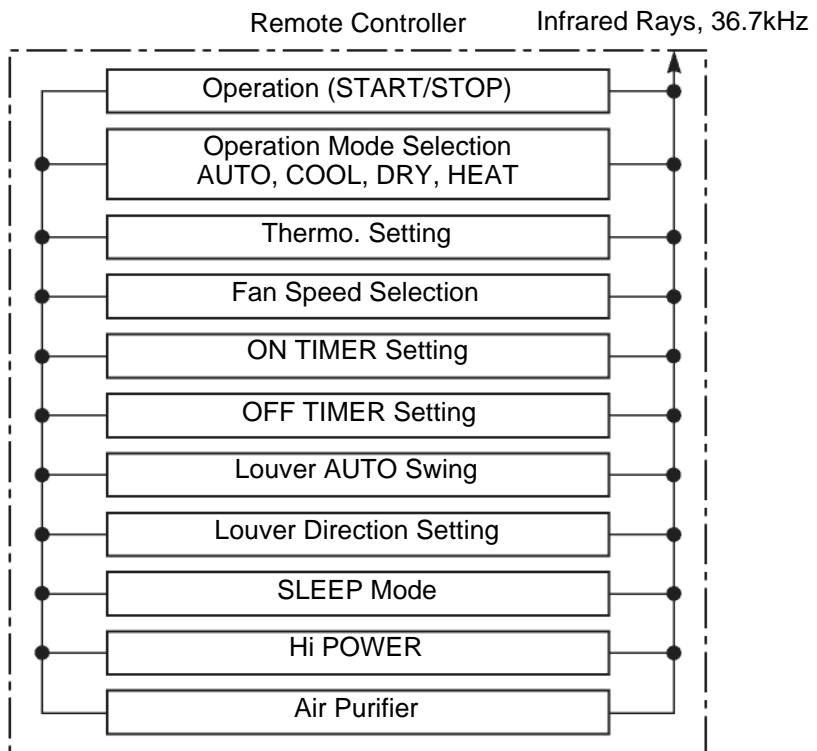 Remote Controller
Infrared Rays, 36.7kHz
Operation (START/STOP)
Operation Mode Selection
AUTO, COOL, DRY, HEAT
Thermo. Setting
Fan Speed Selection
ON TIMER Setting
OFF TIMER Setting
Louver AUTO Swing
Louver Direction Setting
SLEEP Mode
Hi POWER
Air Purifier